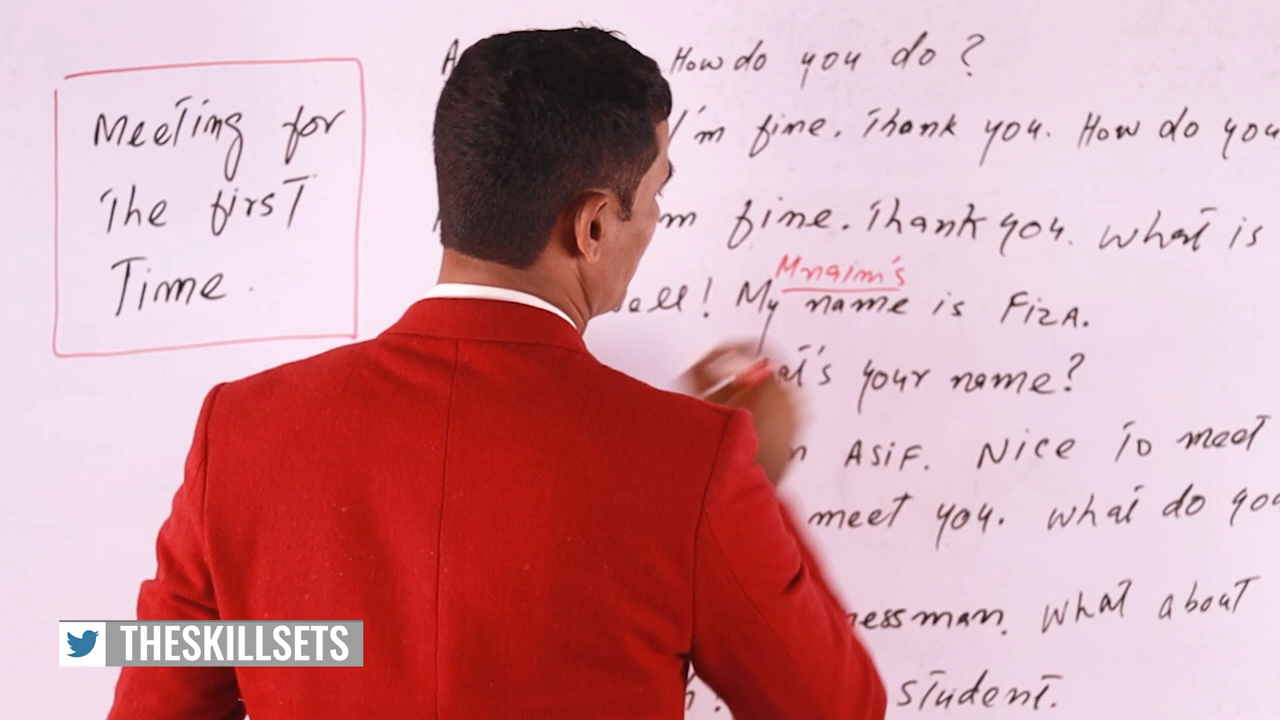 Meeting for
The first
Time.
A
How do you do?
I'm fine. Thank you. How do you
m fine. Thank you. What is
Mnaim's
ell! My name is FizA.
at's your name?
m ASiF. Nice To meet
meet you. What do you
nessman. What about
student.
THESKILLSETS